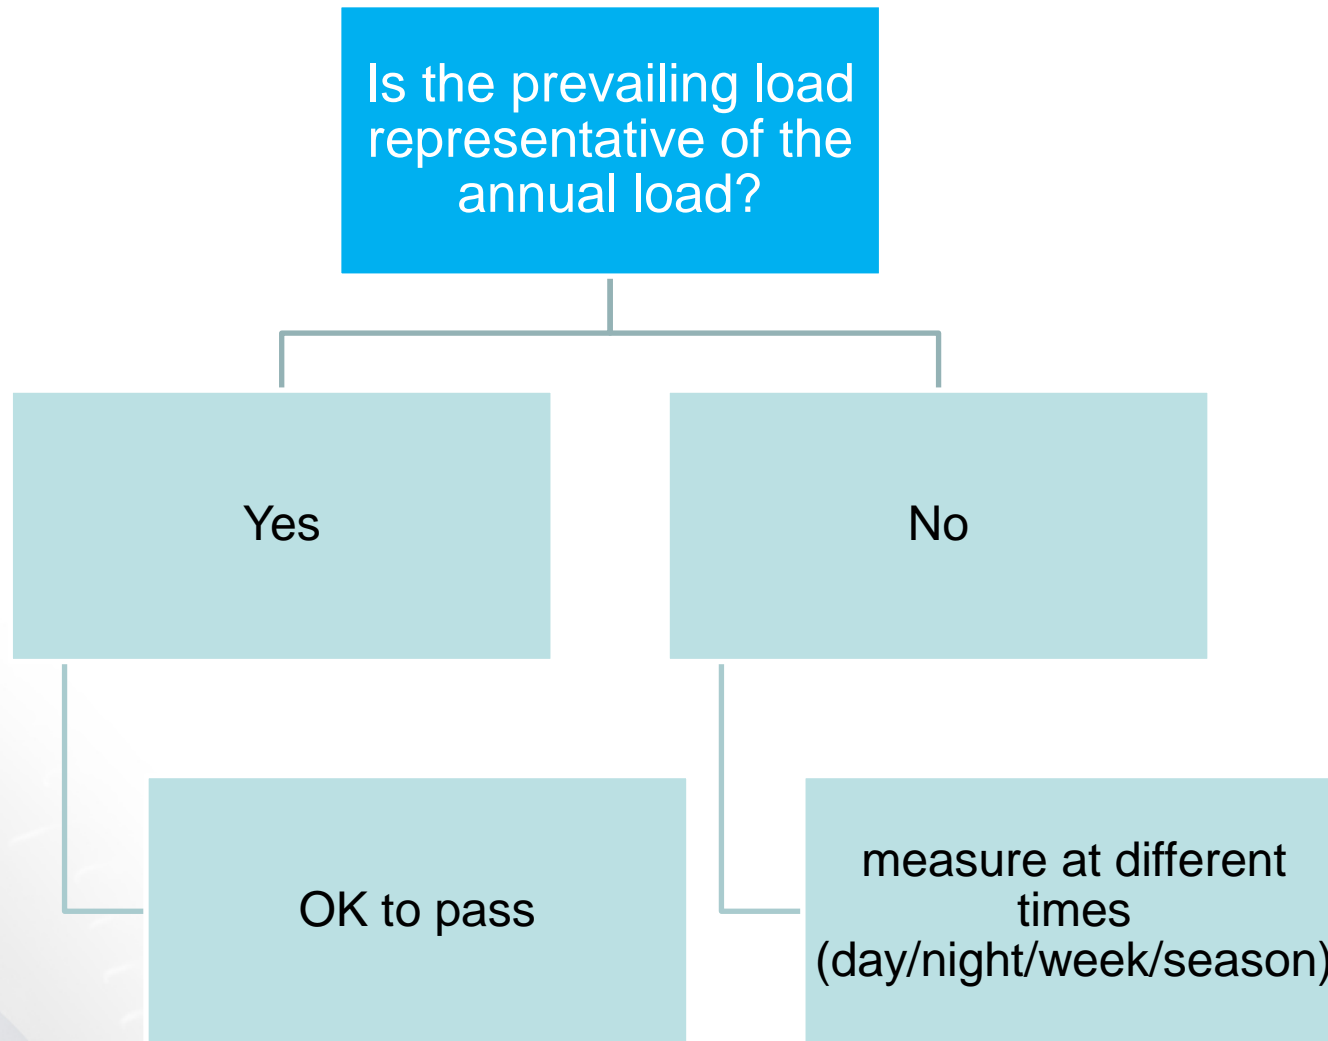 Is the prevailing load
representative of the
annual load?
Yes
No
OK to pass
measure at different
times
(day/night/week/season)